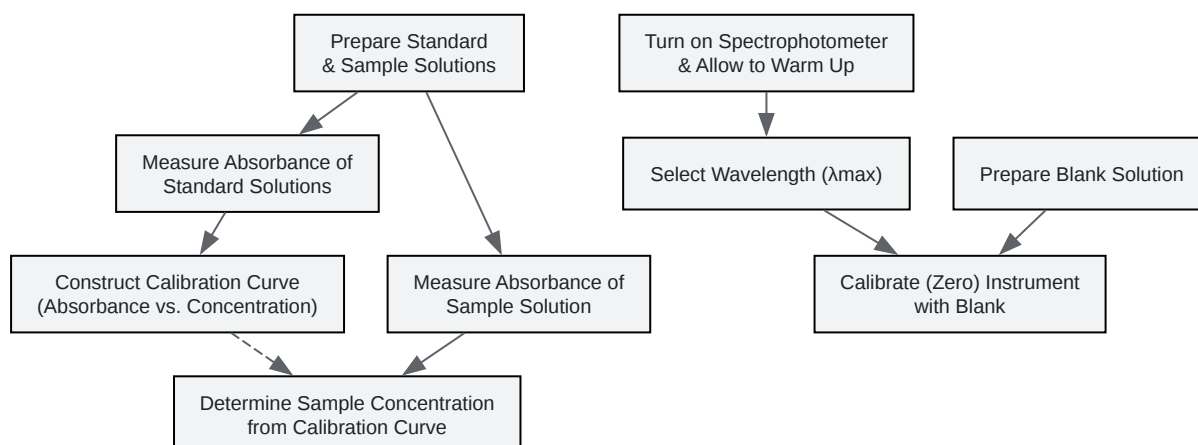 Prepare Standard
& Sample Solutions
Turn on Spectrophotometer
& Allow to Warm Up
Measure Absorbance of
Standard Solutions
Select Wavelength (λmax)
Prepare Blank Solution
Construct Calibration Curve
(Absorbance vs. Concentration)
Measure Absorbance of
Sample Solution
Calibrate (Zero) Instrument
with Blank
Determine Sample Concentration
from Calibration Curve